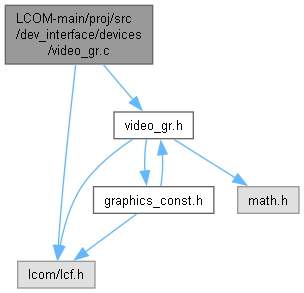 LCOM-main/proj/src
/dev_interface/devices
/video_gr.c
video_gr.h
graphics_const.h
math.h
lcom/lcf.h